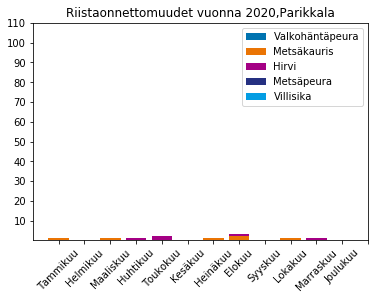 Riistaonnettomuudet vuonna 2020,Parikkala
110
100
90
80
70
60
50
40
30
20
10
Valkohäntäpeura
Metsäkauris
Hirvi
Metsäpeura
Villisika
Tammikuu
Helmikuu
Maaliskuu
Huhtikuu
Toukokuu
Kesäkuu
Heinäkuu
Elokuu
Syyskuu
Lokakuu
Marraskuu
Joulukuu